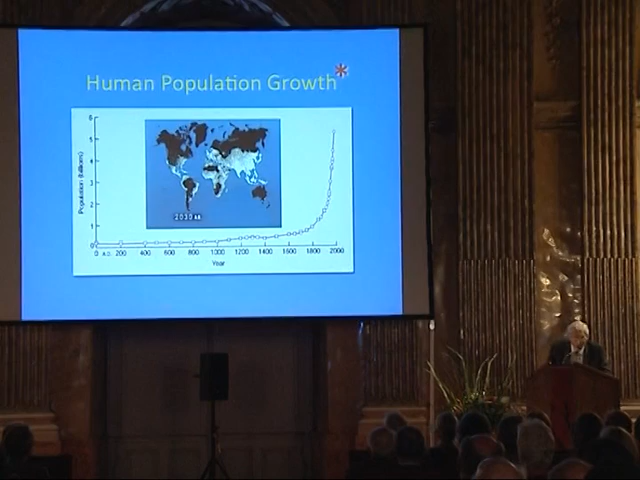 Human Population Growth*
Population (billions)
6
5
4
3
2
1
0
2030 A.D.
0 A.D. 200 400 600 800 1000 1200 1400 1600 1800 2000
Year